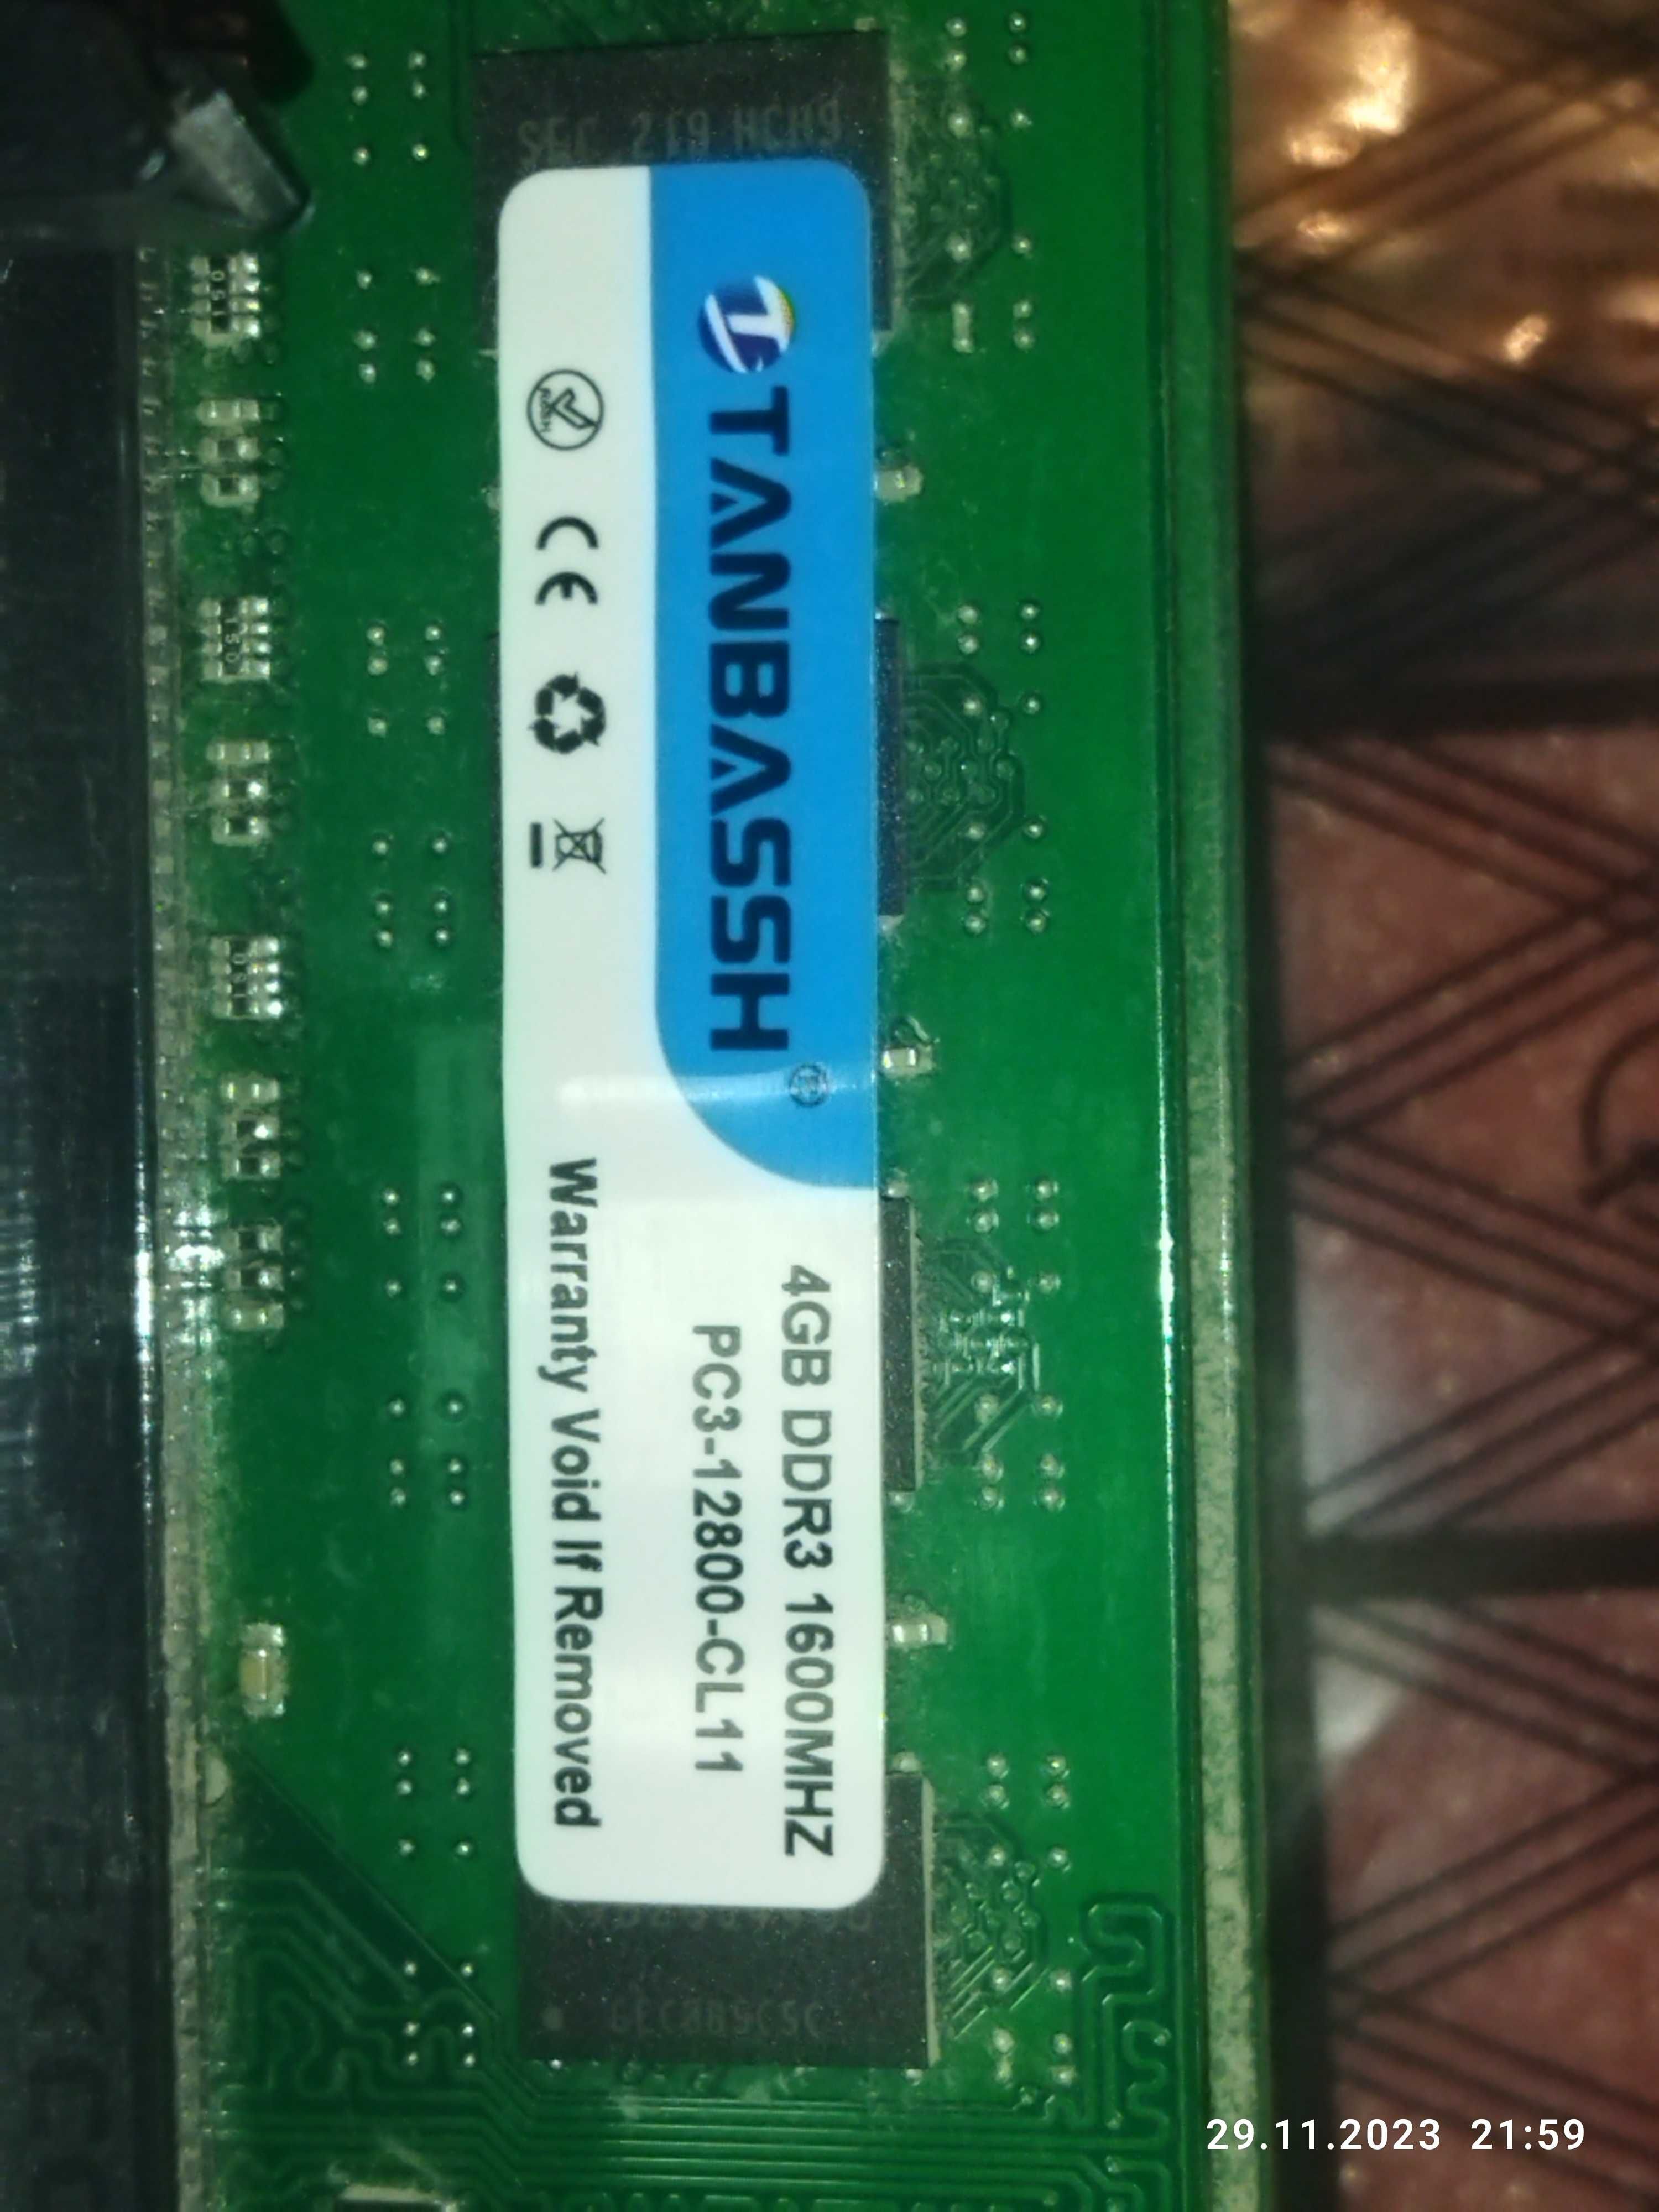 SEC 219 HCH9
TANBASSH®
4GB DDR3 1600MHZ
PC3-12800-CL11
CE
Warranty Void If Removed
29.11.2023 21:59